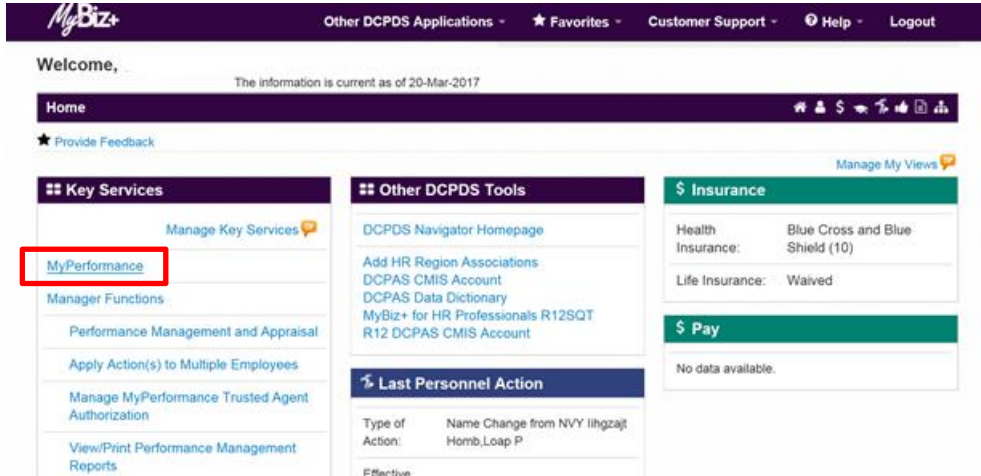 MyBiz+
Other DCPDS Applications
Favorites
Customer Support
Help
Logout
Welcome,
The information is current as of 20-Mar-2017
Home
Provide Feedback
Manage My Views
Key Services
Manage Key Services
MyPerformance
Manager Functions
Performance Management and Appraisal
Apply Action(s) to Multiple Employees
Manage MyPerformance Trusted Agent
Authorization
View/Print Performance Management
Reports
Other DCPDS Tools
DCPDS Navigator Homepage
Add HR Region Associations
DCPAS CMIS Account
DCPAS Data Dictionary
MyBiz+ for HR Professionals R12SQT
R12 DCPAS CMIS Account
Last Personnel Action
Type of Name Change from NVY Iihgzajt
Action: Homb,Loap P
Effective
$ Insurance
Health Blue Cross and Blue
Insurance: Shield (10)
Life Insurance: Waived
$ Pay
No data available.